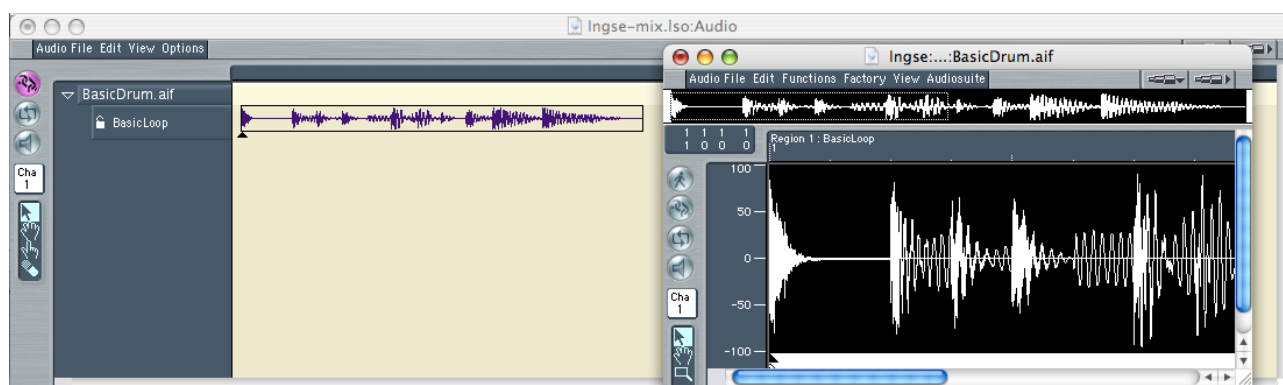 Ingse-mix.lso:Audio
Audio File Edit View Options
BasicDrum.aif
BasicLoop
Cha
1
Ingse:...:BasicDrum.aif
Audio File Edit Functions Factory View Audiosuite
1 1 1 1
1 0 0 0
Region 1 : BasicLoop
1
100
50
0
-50
-100
Cha
1